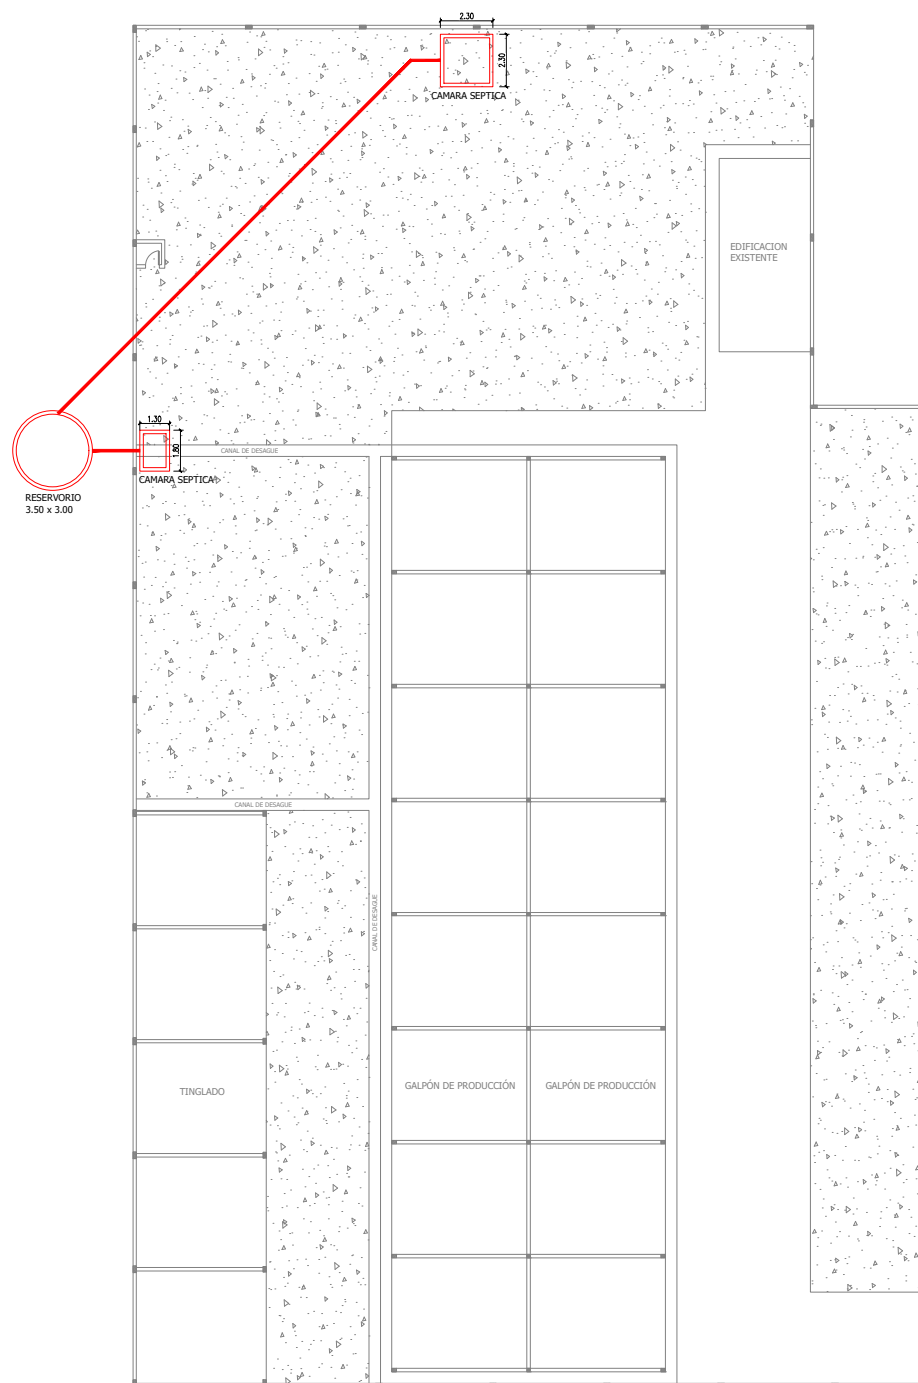 2.30
2.30
CAMARA SEPTICA
EDIFICACION
EXISTENTE
1.30
1.80
CANAL DE DESAGUE
CAMARA SEPTICA
RESERVORIO
3.50 x 3.00
CANAL DE DESAGUE
CANAL DE DESAGUE
TINGLADO
GALPÓN DE PRODUCCIÓN
GALPÓN DE PRODUCCIÓN